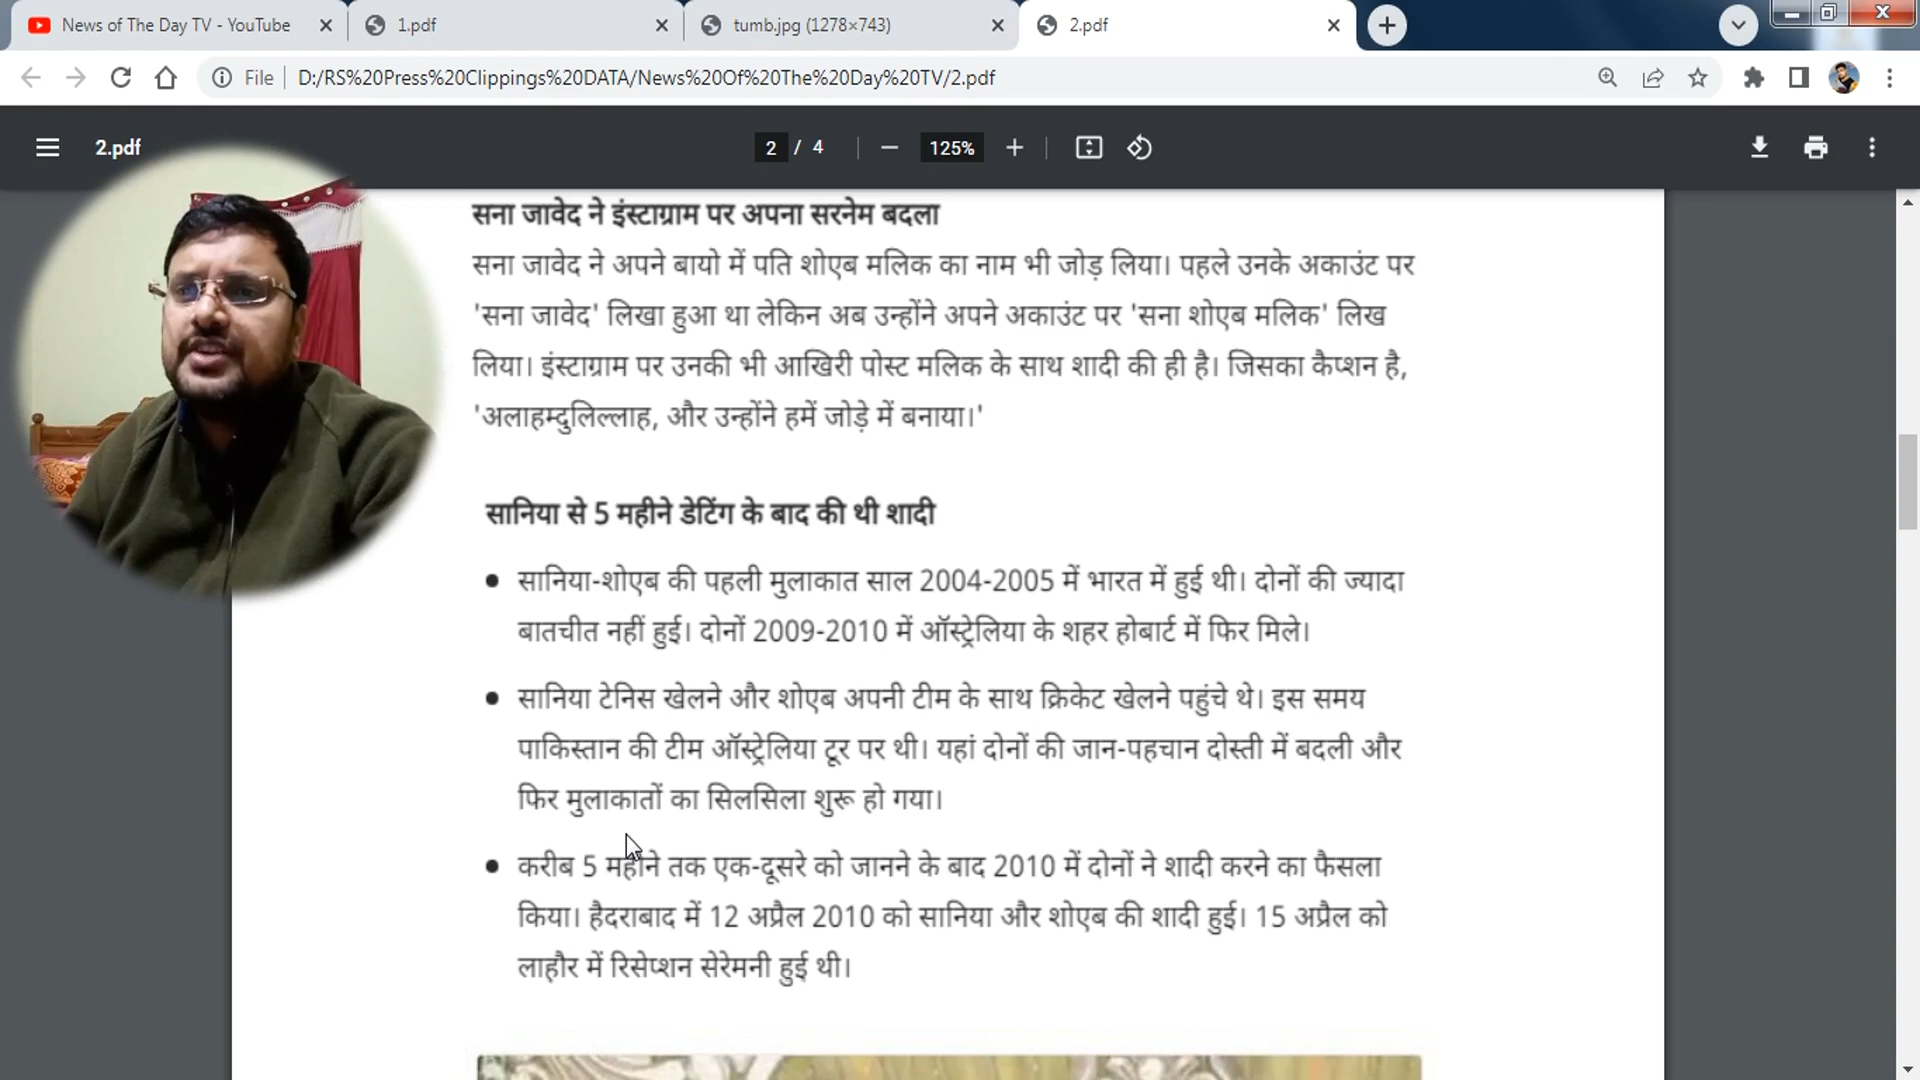 News of The Day TV - YouTube
1.pdf
tumb.jpg (1278×743)
2.pdf
File
D:/RS%20Press%20Clippings%20DATA/News%20Of%20The%20Day%20TV/2.pdf
2.pdf
2 / 4
125%
सना जावेद ने इंस्टाग्राम पर अपना सरनेम बदला
सना जावेद ने अपने बायो में पति शोएब मलिक का नाम भी जोड़ लिया। पहले उनके अकाउंट पर
'सना जावेद' लिखा हुआ था लेकिन अब उन्होंने अपने अकाउंट पर 'सना शोएब मलिक' लिख
लिया। इंस्टाग्राम पर उनकी भी आखिरी पोस्ट मलिक के साथ शादी की ही है। जिसका कैप्शन है,
'अलाहम्दुलिल्लाह, और उन्होंने हमें जोड़े में बनाया।'
सानिया से 5 महीने डेटिंग के बाद की थी शादी
सानिया-शोएब की पहली मुलाकात साल 2004-2005 में भारत में हुई थी। दोनों की ज्यादा
बातचीत नहीं हुई। दोनों 2009-2010 में ऑस्ट्रेलिया के शहर होबार्ट में फिर मिले।
सानिया टेनिस खेलने और शोएब अपनी टीम के साथ क्रिकेट खेलने पहुंचे थे। इस समय
पाकिस्तान की टीम ऑस्ट्रेलिया टूर पर थी। यहां दोनों की जान-पहचान दोस्ती में बदली और
फिर मुलाकातों का सिलसिला शुरू हो गया।
करीब 5 महीने तक एक-दूसरे को जानने के बाद 2010 में दोनों ने शादी करने का फैसला
किया। हैदराबाद में 12 अप्रैल 2010 को सानिया और शोएब की शादी हुई। 15 अप्रैल को
लाहौर में रिसेप्शन सेरेमनी हुई थी।